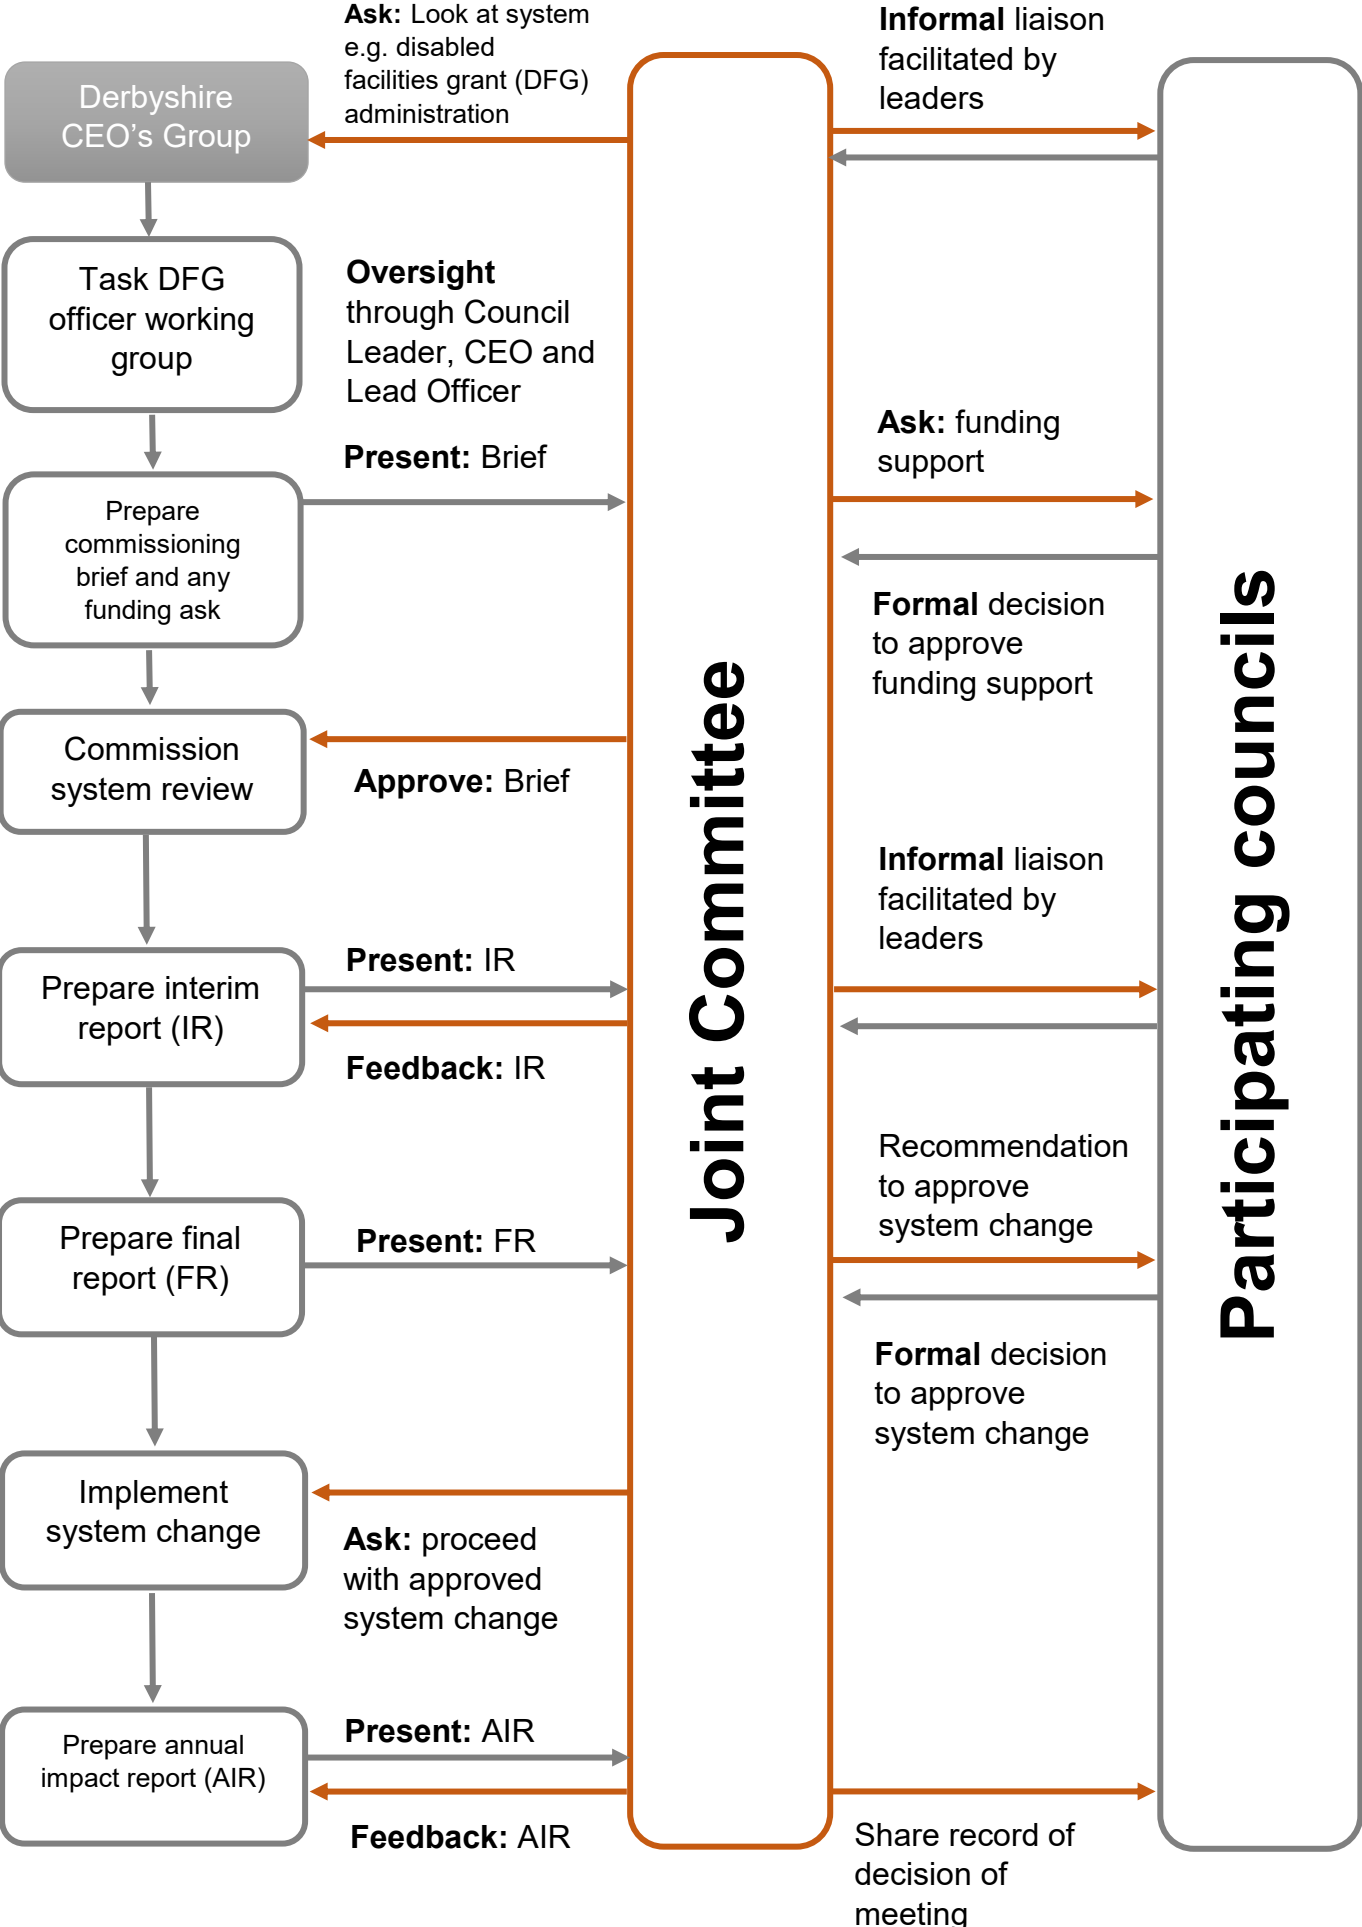 Ask: Look at system
e.g. disabled
facilities grant (DFG)
administration
Informal liaison
facilitated by
leaders
Derbyshire
CEO’s Group
Task DFG
officer working
group
Oversight
through Council
Leader, CEO and
Lead Officer
Present: Brief
Ask: funding
support
Prepare
commissioning
brief and any
funding ask
Formal decision
to approve
funding support
Commission
system review
Approve: Brief
Joint Committee
Participating councils
Informal liaison
facilitated by
leaders
Prepare interim
report (IR)
Present: IR
Feedback: IR
Recommendation
to approve
system change
Prepare final
report (FR)
Present: FR
Formal decision
to approve
system change
Implement
system change
Ask: proceed
with approved
system change
Prepare annual
impact report (AIR)
Present: AIR
Feedback: AIR
Share record of
decision of
meeting